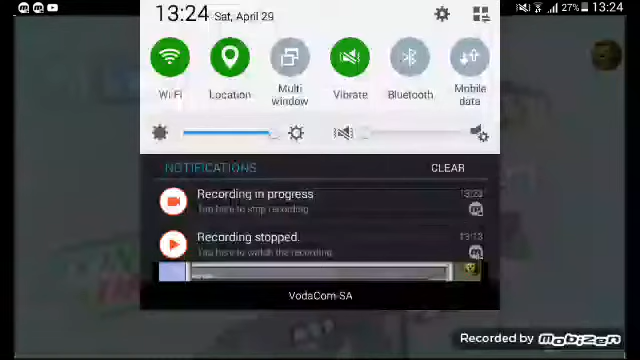 27% 13:24
13:24 Sat, April 29
Wi Fi
Location
Multi
window
Vibrate
Bluetooth
Mobile
data
NOTIFICATIONS
CLEAR
Recording in progress
13:23
Tap here to stop recording
Recording stopped.
13:13
Tap here to watch the recording
VodaCom-SA
Recorded by mobizen